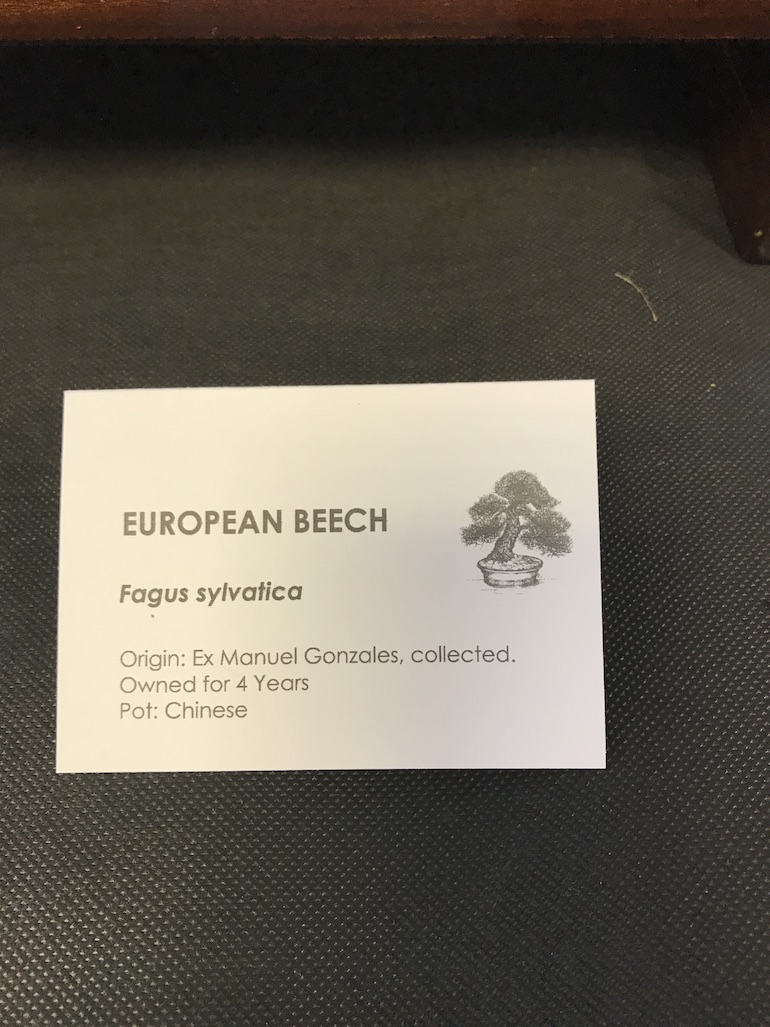 EUROPEAN BEECH
Fagus sylvatica
Origin: Ex Manuel Gonzales, collected.
Owned for 4 Years
Pot: Chinese